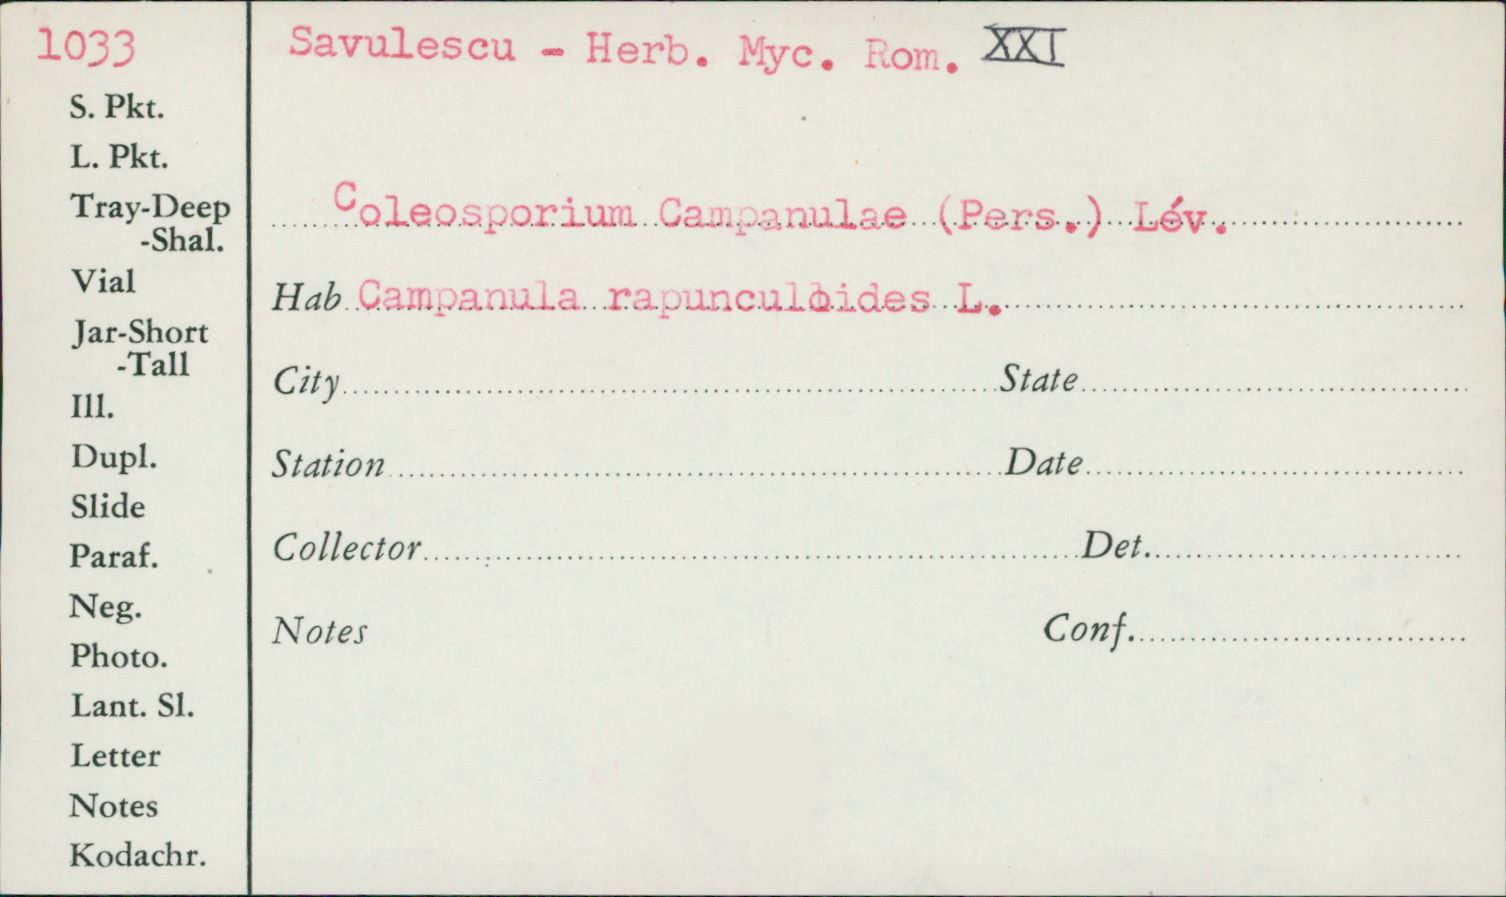 1033
Savulescu - Herb. Myc. Rom. XXI
S. Pkt.
L. Pkt.
Tray-Deep
-Shal.
Vial
Jar-Short
-Tall
Ill.
Dupl.
Slide
Paraf.
Neg.
Photo.
Lant. Sl.
Letter
Notes
Kodachr.
Coleosporium Campanulae (Pers.) Lév.
Hab Campanula rapunculoides L.
City State
Station Date
Collector Det.
Notes Conf.